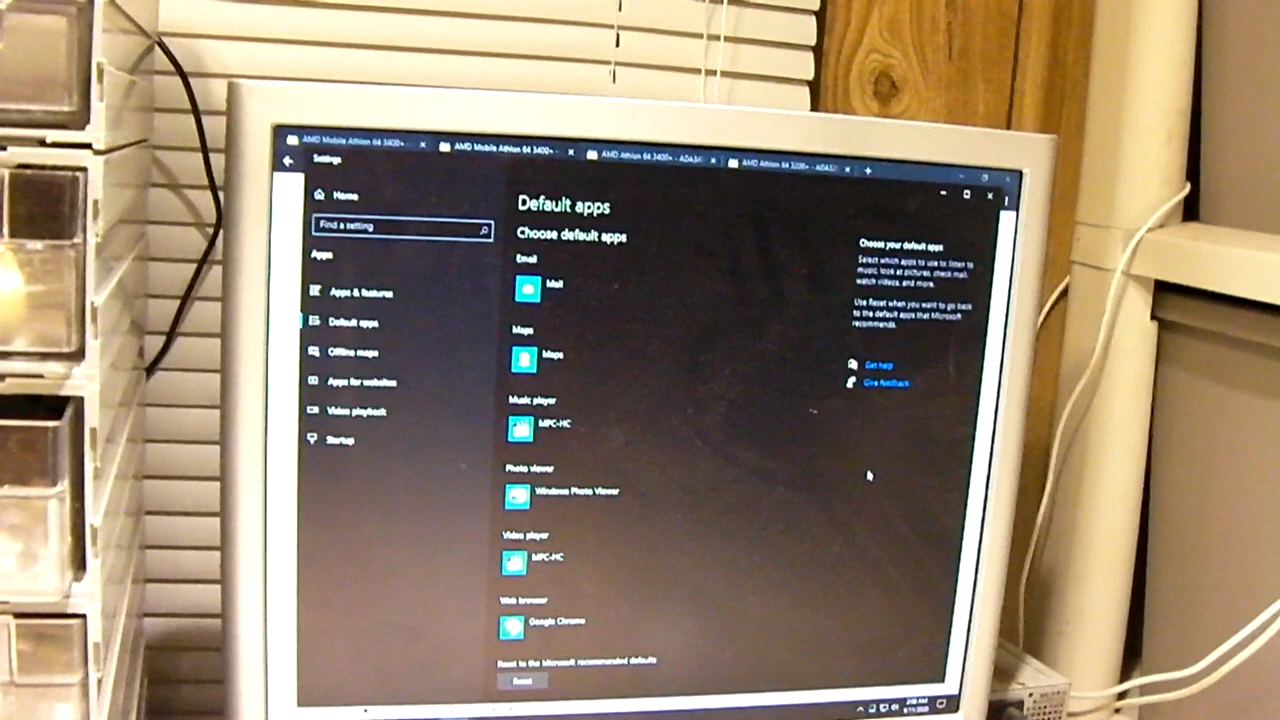 AMD Mobile Athlon 64 3400+ -
AMD Mobile Athlon 64 3400+ -
AMD Athlon 64 3400+ - ADA34
AMD Athlon 64 3200+ - ADA32
Settings
Home
Find a setting
Apps
Apps & features
Default apps
Offline maps
Apps for websites
Video playback
Startup
Default apps
Choose default apps
Email
Mail
Maps
Maps
Music player
MPC-HC
Photo viewer
Windows Photo Viewer
Video player
MPC-HC
Web browser
Google Chrome
Reset to the Microsoft recommended defaults
Reset
Choose your default apps
Select which apps to use to listen to
music, look at pictures, check mail,
watch videos, and more.
Use Reset when you want to go back
to the default apps that Microsoft
recommends.
Get help
Give feedback